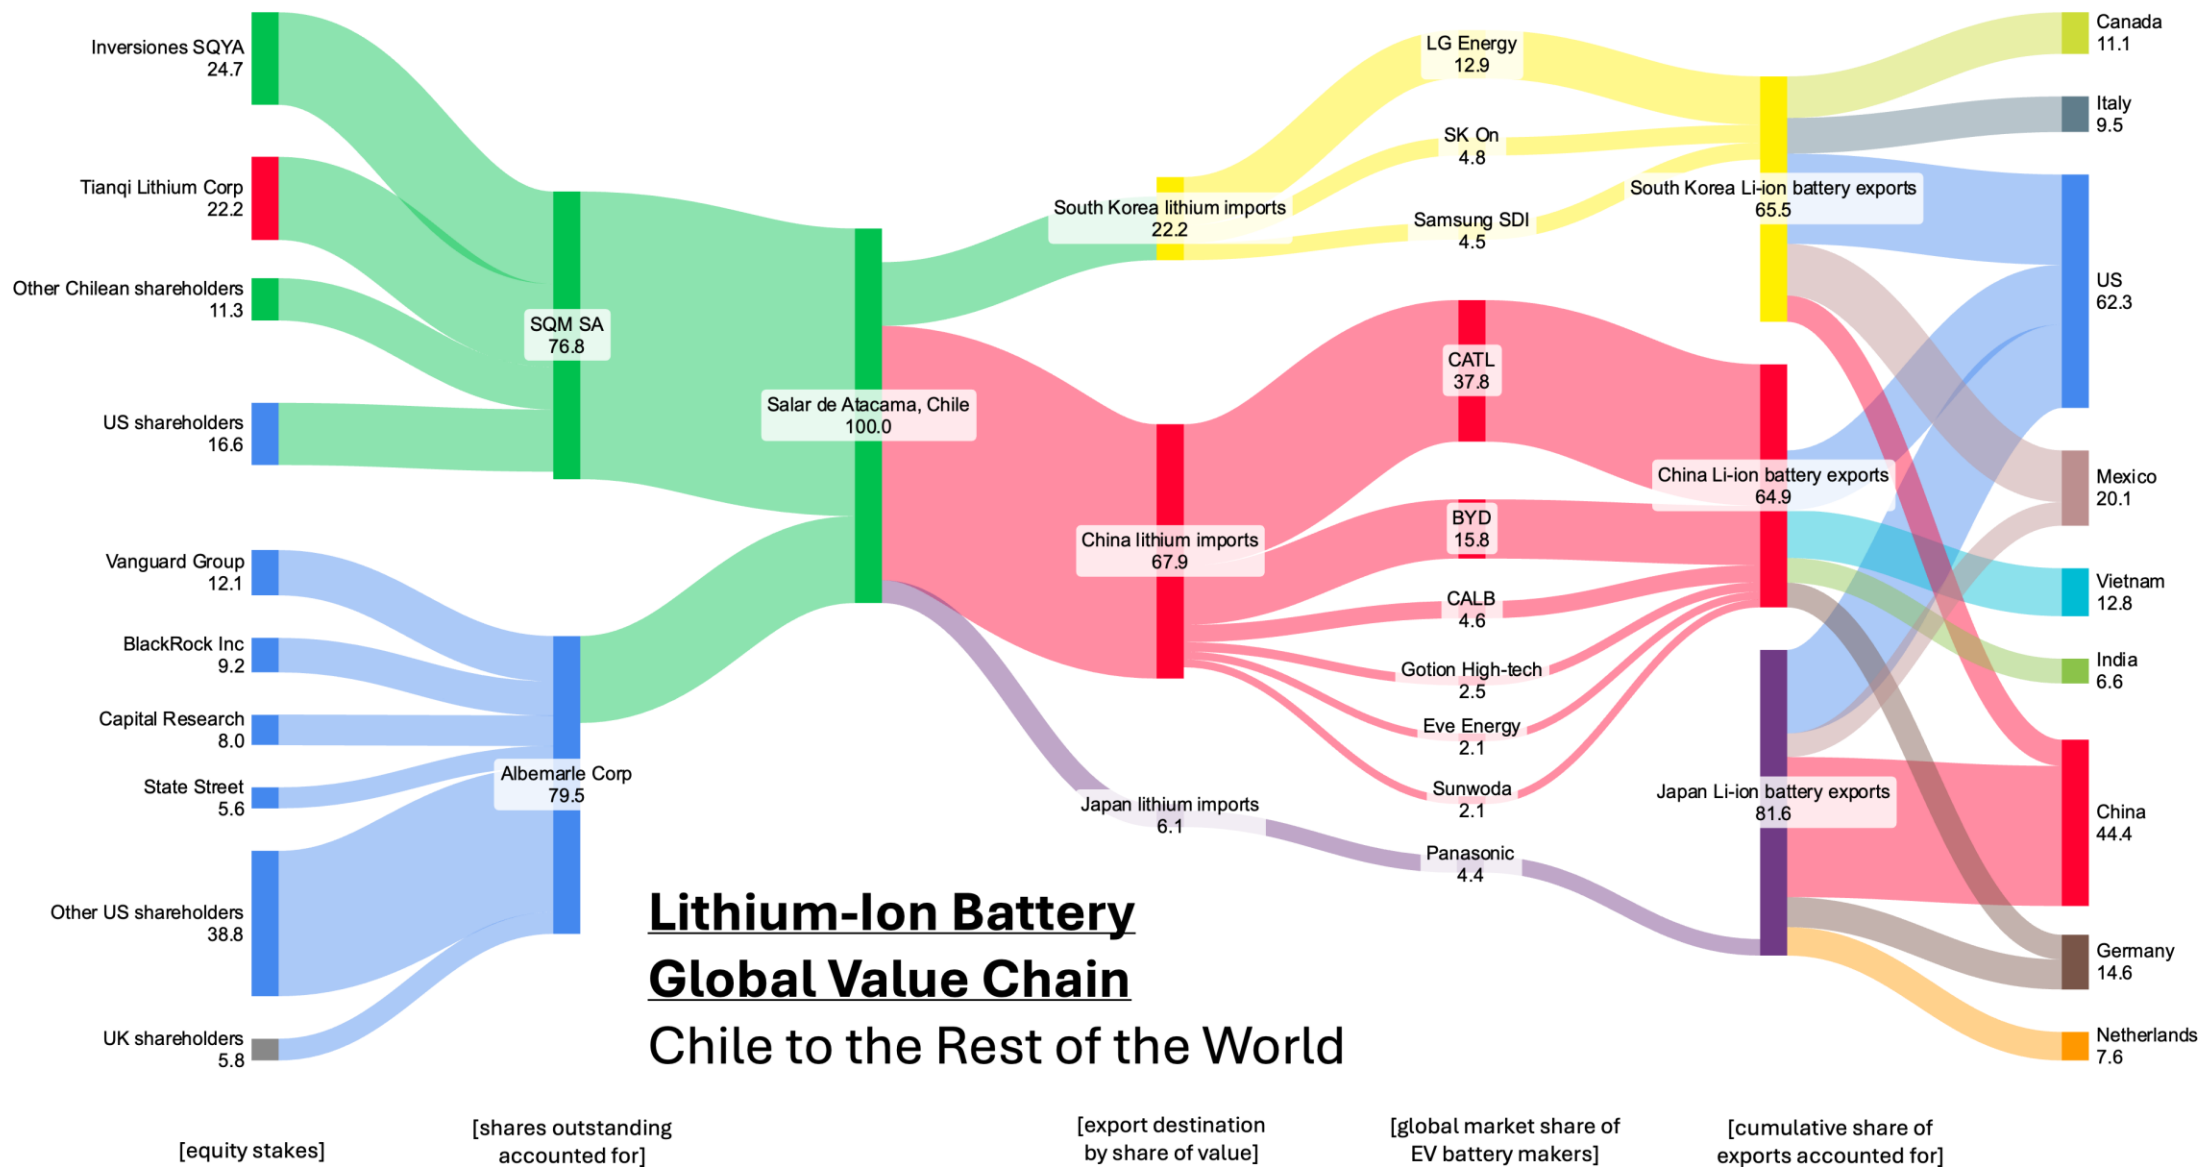 Inversiones SQYA
24.7
Tianqi Lithium Corp
22.2
Other Chilean shareholders
11.3
US shareholders
16.6
Vanguard Group
12.1
BlackRock Inc
9.2
Capital Research
8.0
State Street
5.6
Other US shareholders
38.8
UK shareholders
5.8
[equity stakes]
SQM SA
76.8
Albemarle Corp
79.5
[shares outstanding
accounted for]
Salar de Atacama, Chile
100.0
South Korea lithium imports
22.2
China lithium imports
67.9
Japan lithium imports
6.1
[export destination
by share of value]
LG Energy
12.9
SK On
4.8
Samsung SDI
4.5
CATL
37.8
BYD
15.8
CALB
4.6
Gotion High-tech
2.5
Eve Energy
2.1
Sunwoda
2.1
Panasonic
4.4
[global market share of
EV battery makers]
South Korea Li-ion battery exports
65.5
China Li-ion battery exports
64.9
Japan Li-ion battery exports
81.6
[cumulative share of
exports accounted for]
Canada
11.1
Italy
9.5
US
62.3
Mexico
20.1
Vietnam
12.8
India
6.6
China
44.4
Germany
14.6
Netherlands
7.6
Lithium-Ion Battery
Global Value Chain
Chile to the Rest of the World